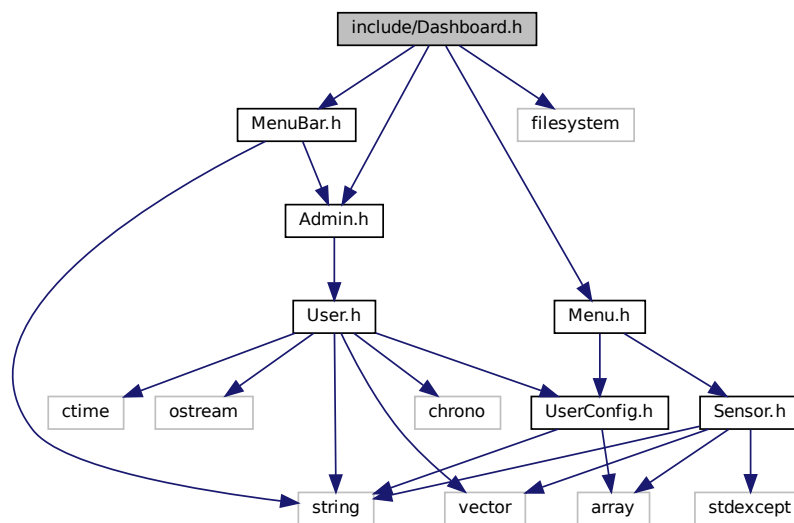 include/Dashboard.h
MenuBar.h
filesystem
Admin.h
User.h
Menu.h
ctime
ostream
chrono
UserConfig.h
Sensor.h
string
vector
array
stdexcept